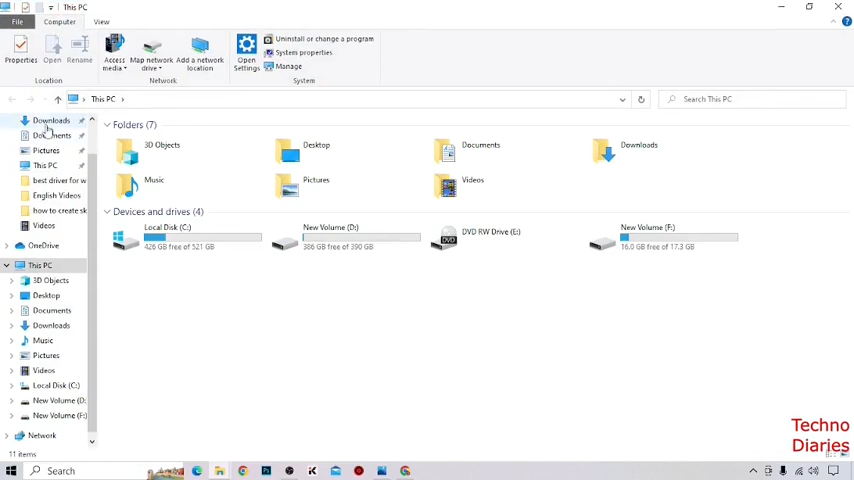 This PC
File Computer View
Properties
Open
Rename
Access media
Map network drive
Add a network location
Open Settings
Uninstall or change a program
System properties
Manage
Location
Network
System
This PC
Search This PC
Downloads
Documents
Pictures
This PC
best driver for w
English Videos
how to create sk
Videos
OneDrive
This PC
3D Objects
Desktop
Documents
Downloads
Music
Pictures
Videos
Local Disk (C:)
New Volume (D:
New Volume (F:)
Network
Folders (7)
3D Objects
Desktop
Documents
Downloads
Music
Pictures
Videos
Devices and drives (4)
Local Disk (C:)
426 GB free of 521 GB
New Volume (D:)
386 GB free of 390 GB
DVD RW Drive (E:)
DVD
New Volume (F:)
16.0 GB free of 17.3 GB
11 items
Techno
Diaries
Search